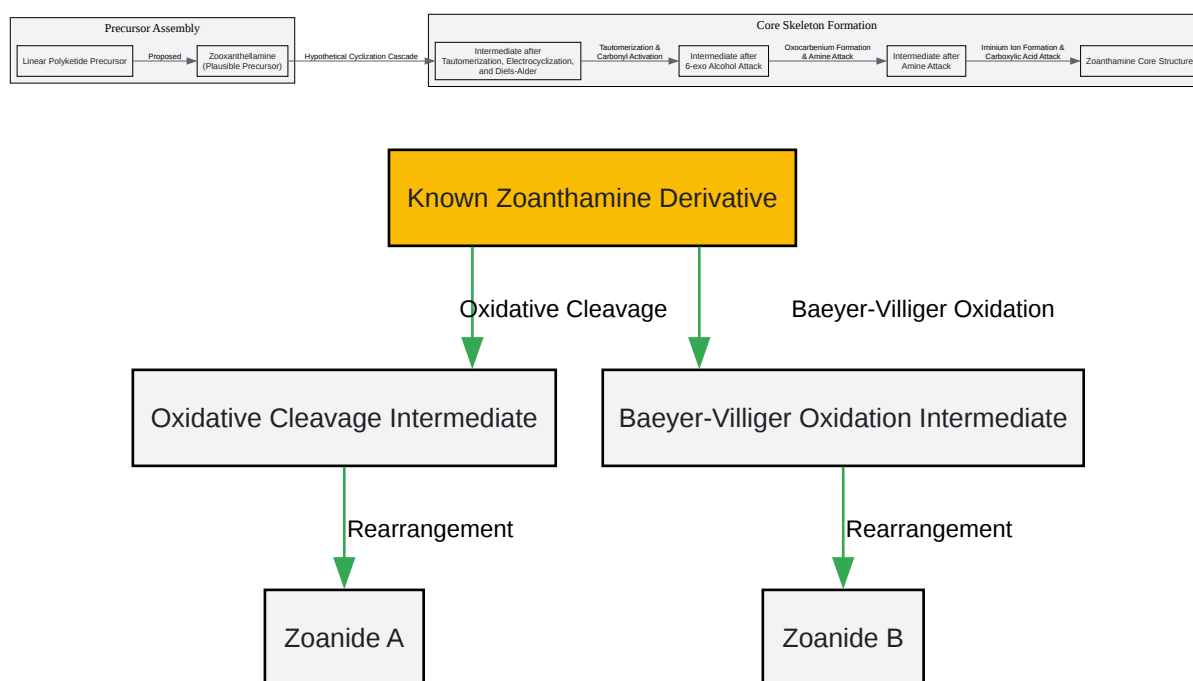 Precursor Assembly
Core Skeleton Formation
Linear Polyketide Precursor
Proposed
Zooxanthellamine
(Plausible Precursor)
Hypothetical Cyclization Cascade
Intermediate after
Tautomerization, Electrocyclization,
and Diels-Alder
Tautomerization &
Carbonyl Activation
Intermediate after
6-exo Alcohol Attack
Oxocarbenium Formation
& Amine Attack
Intermediate after
Amine Attack
Iminium Ion Formation &
Carboxylic Acid Attack
Zoanthamine Core Structure
Known Zoanthamine Derivative
Oxidative Cleavage
Baeyer-Villiger Oxidation
Oxidative Cleavage Intermediate
Baeyer-Villiger Oxidation Intermediate
Rearrangement
Rearrangement
Zoanide A
Zoanide B